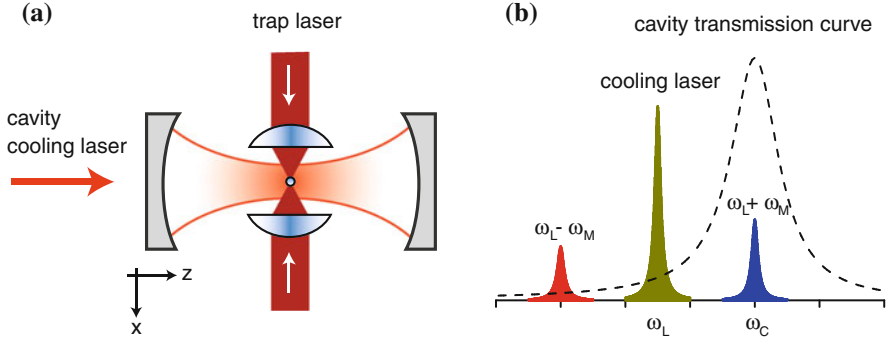 (a)
trap laser
cavity
cooling laser
z
x
(b)
cavity transmission curve
cooling laser
ω_L- ω_M
ω_L+ ω_M
ω_L
ω_C